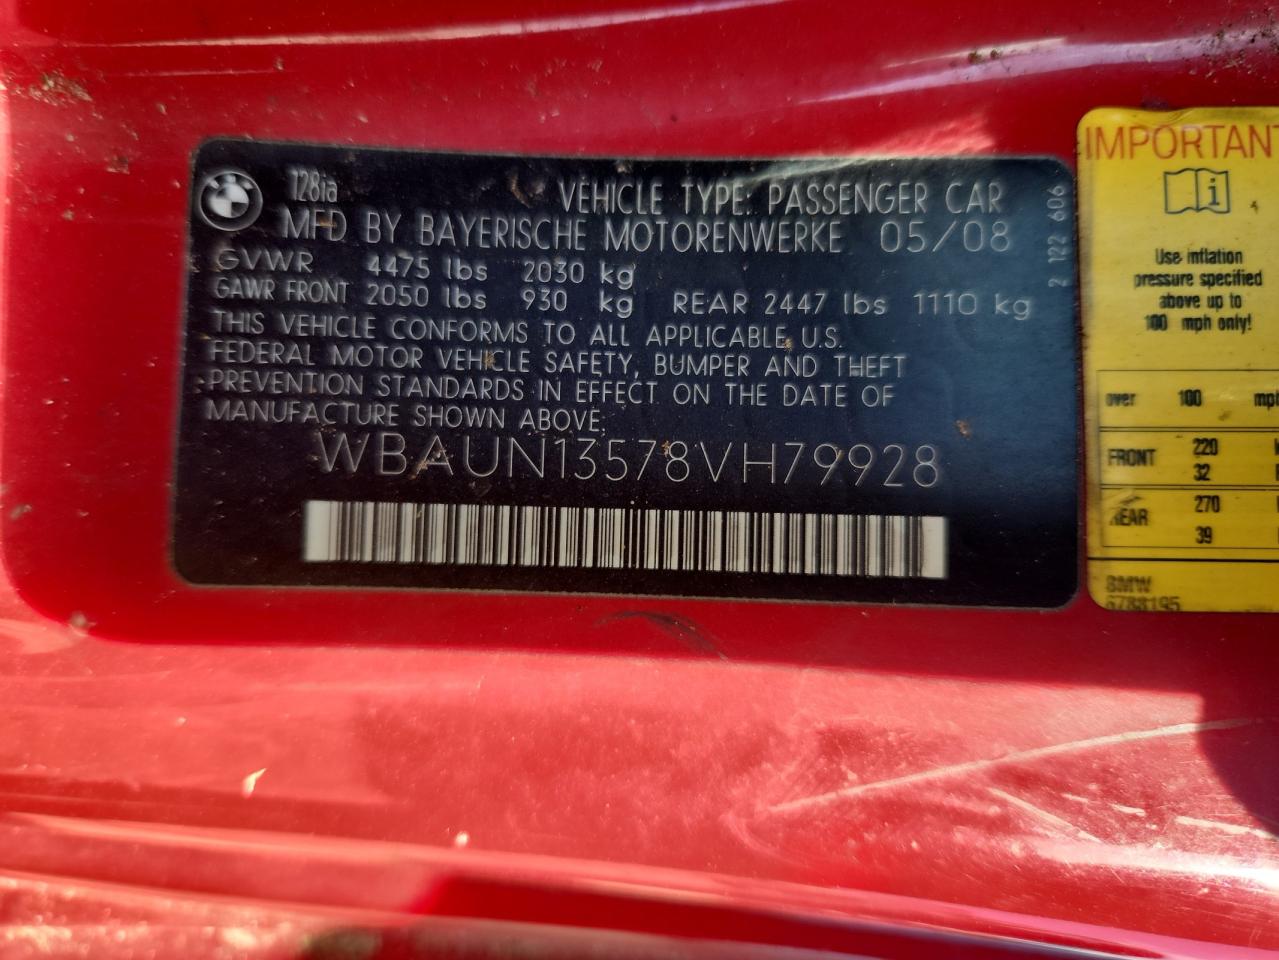 BMW
128ia
VEHICLE TYPE: PASSENGER CAR
MFD BY BAYERISCHE MOTORENWERKE 05/08
GVWR 4475 lbs 2030 kg
GAWR FRONT 2050 lbs 930 kg REAR 2447 lbs 1110 kg
THIS VEHICLE CONFORMS TO ALL APPLICABLE U.S.
FEDERAL MOTOR VEHICLE SAFETY, BUMPER AND THEFT
PREVENTION STANDARDS IN EFFECT ON THE DATE OF
MANUFACTURE SHOWN ABOVE:
WBAUN13578VH79928
2 122 606
IMPORTANT
i
Use inflation
pressure specified
above up to
100 mph only!
over 100 mph
FRONT 220
32
REAR 270
39
BMW
6788195